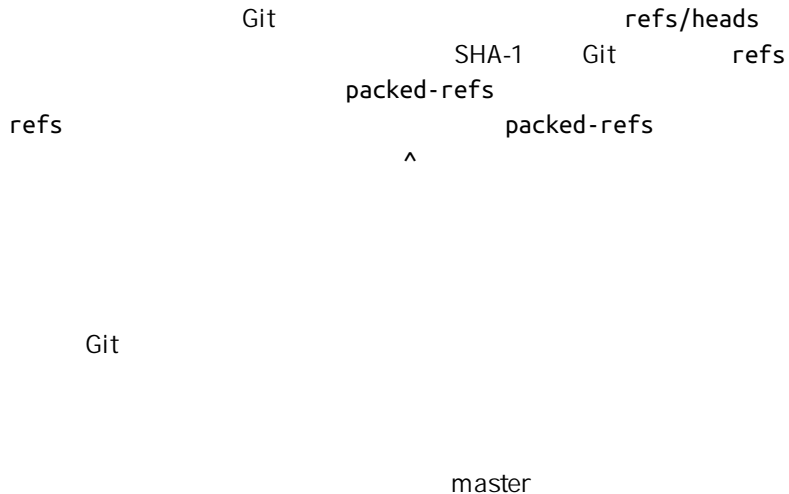 Git refs/heads
SHA-1 Git refs
packed-refs
refs packed-refs
^
Git
master